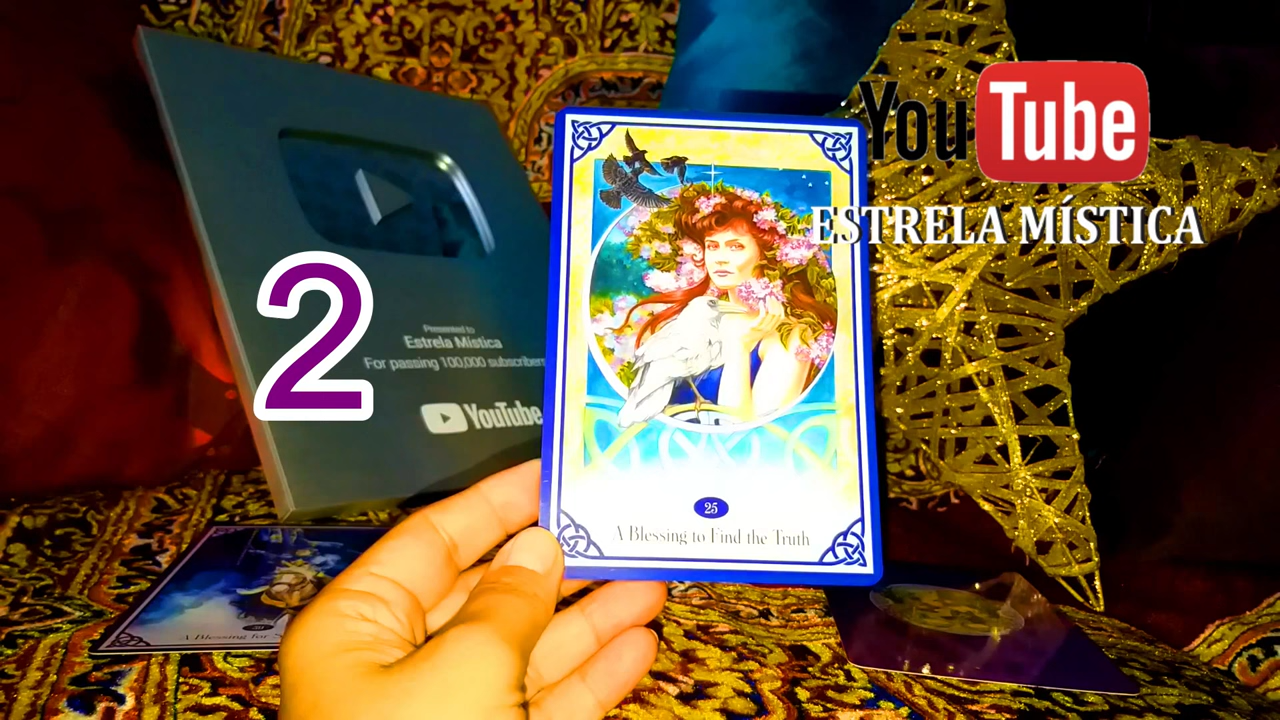 YouTube
ESTRELA MÍSTICA
2
Presented to
Estrela Mística
For passing 100,000 subscribers
YouTube
25
A Blessing to Find the Truth
A Blessing for